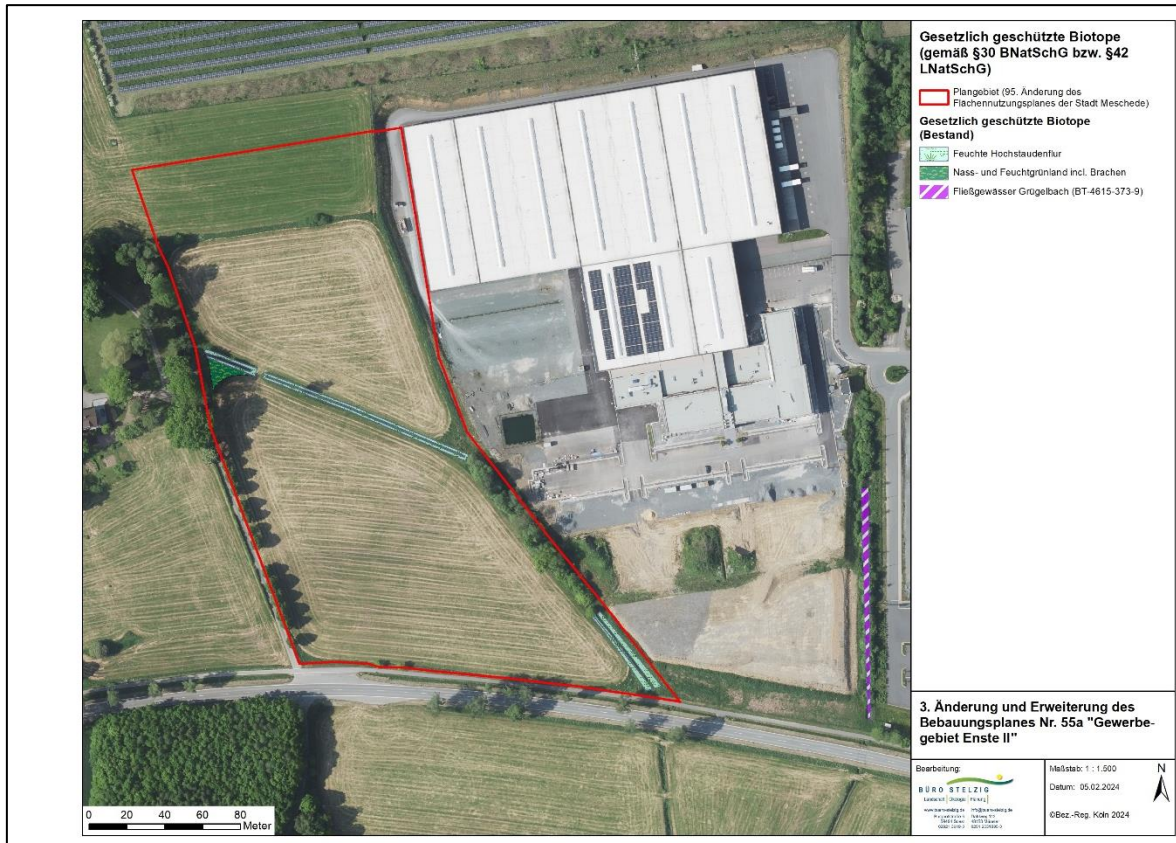 Gesetzlich geschützte Biotope
(gemäß §30 BNatSchG bzw. §42
LNatSchG)
Plangebiet (95. Änderung des
Flächennutzungsplanes der Stadt Meschede)
Gesetzlich geschützte Biotope
(Bestand)
Feuchte Hochstaudenflur
Nass- und Feuchtgrünland incl. Brachen
Fließgewässer Grügelbach (BT-4615-373-9)
3. Änderung und Erweiterung des
Bebauungsplanes Nr. 55a "Gewerbe-
gebiet Enste II"
Bearbeitung:
BÜRO STELZIG
Landschaft | Ökologie | Planung |
Maßstab: 1 : 1.500
Datum: 05.02.2024
©Bez.-Reg. Köln 2024
N
0 20 40 60 80
Meter